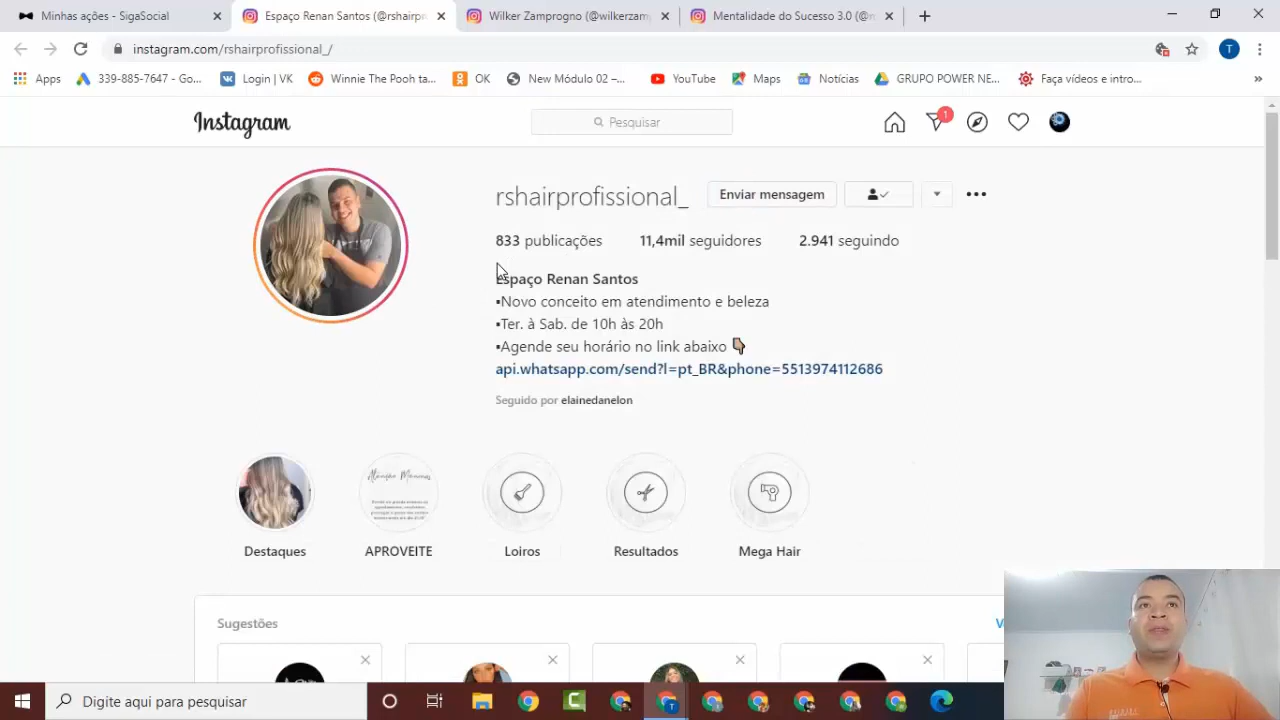 Minhas ações - SigaSocial
Espaço Renan Santos (@rshairpr
Wilker Zamprogno (@wilkerzam
Mentalidade do Sucesso 3.0 (@m
instagram.com/rshairprofissional_/
T
Apps
339-885-7647 - Go...
Login | VK
Winnie The Pooh ta...
OK
New Módulo 02 –...
YouTube
Maps
Notícias
GRUPO POWER NE...
Faça vídeos e intro...
»
Instagram
Pesquisar
1
rshairprofissional_
Enviar mensagem
833 publicações
11,4mil seguidores
2.941 seguindo
Espaço Renan Santos
▪Novo conceito em atendimento e beleza
▪Ter. à Sab. de 10h às 20h
▪Agende seu horário no link abaixo 👇🏽
api.whatsapp.com/send?l=pt_BR&phone=5513974112686
Seguido por elainedanelon
Destaques
APROVEITE
Loiros
Resultados
Mega Hair
Sugestões
Digite aqui para pesquisar